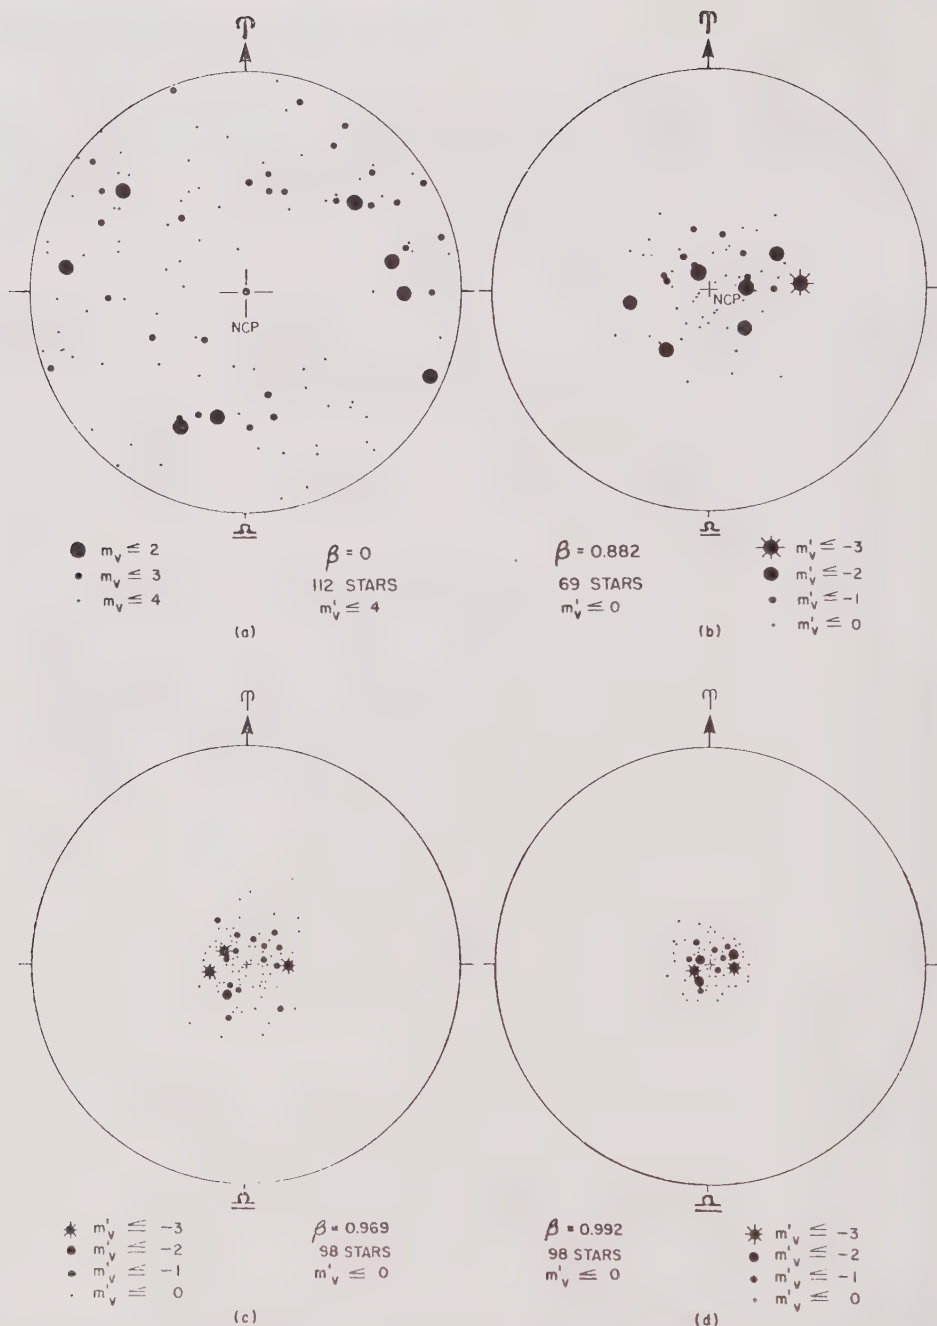 ♈
NCP
♎
m_v ≤ 2
m_v ≤ 3
m_v ≤ 4
β = 0
112 STARS
m'_v ≤ 4
(a)
♈
NCP
♎
β = 0.882
69 STARS
m'_v ≤ 0
m'_v ≤ -3
m'_v ≤ -2
m'_v ≤ -1
m'_v ≤ 0
(b)
♈
♎
m'_v ≤ -3
m'_v ≤ -2
m'_v ≤ -1
m'_v ≤ 0
β = 0.969
98 STARS
m'_v ≤ 0
(c)
♈
♎
β = 0.992
98 STARS
m'_v ≤ 0
m'_v ≤ -3
m'_v ≤ -2
m'_v ≤ -1
m'_v ≤ 0
(d)